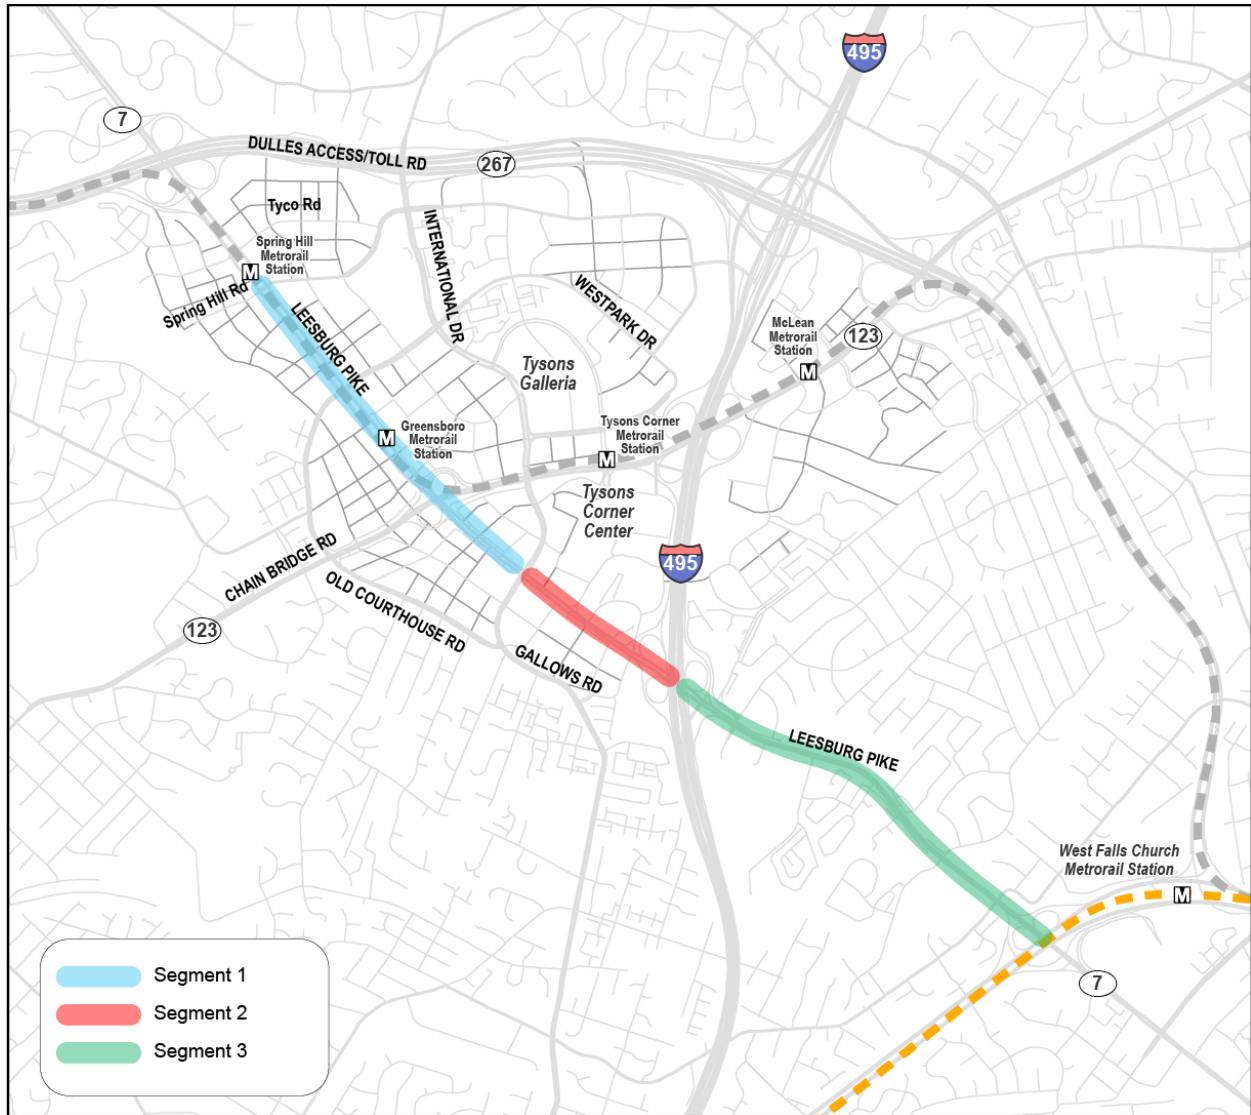 495
7
DULLES ACCESS/TOLL RD
267
Tyco Rd
INTERNATIONAL DR
Spring Hill
Metrorail
Station
M
Spring Hill Rd
LEESBURG PIKE
WESTPARK DR
McLean
Metrorail
Station
123
M
Tysons
Galleria
Greensboro
Metrorail
Station
M
Tysons Corner
Metrorail
Station
M
Tysons
Corner
Center
495
CHAIN BRIDGE RD
OLD COURTHOUSE RD
123
GALLOWS RD
LEESBURG PIKE
West Falls Church
Metrorail Station
M
7
Segment 1
Segment 2
Segment 3